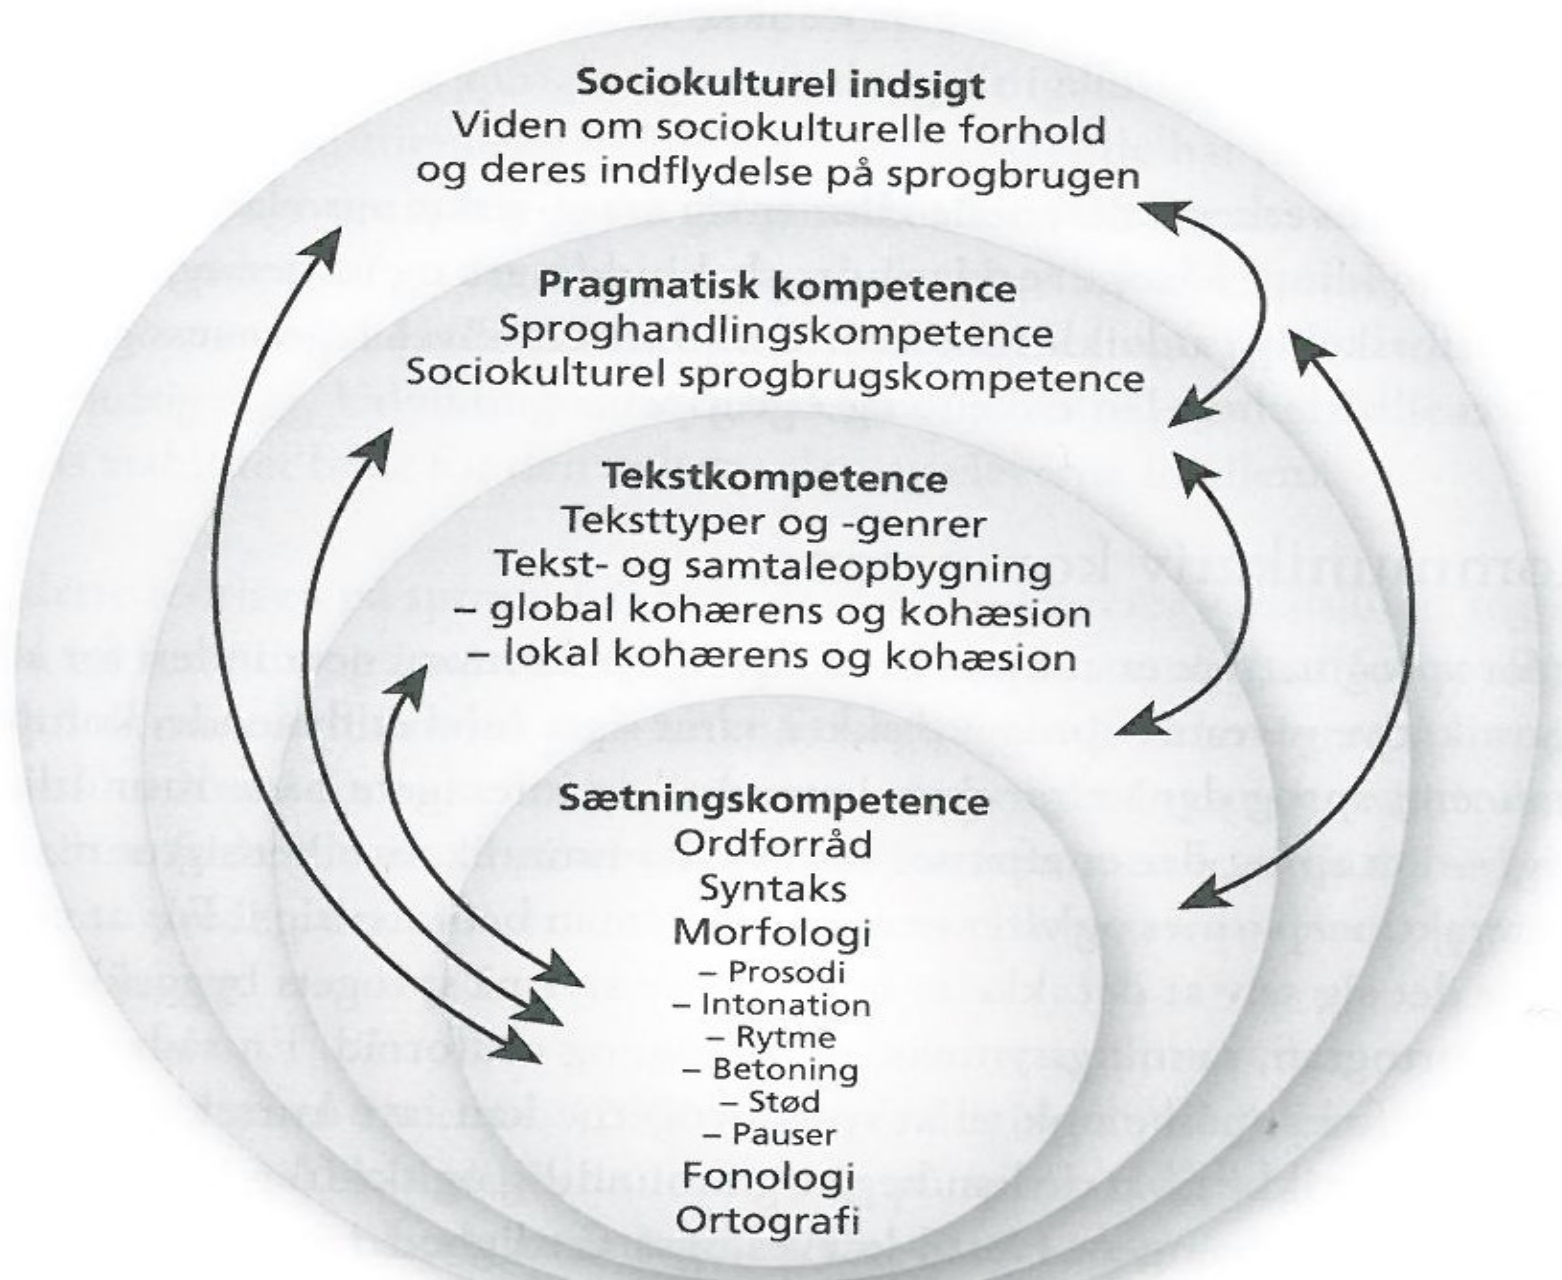 Sociokulturel indsigt
Viden om sociokulturelle forhold
og deres indflydelse på sprogbrugen
Pragmatisk kompetence
Sproghandlingskompetence
Sociokulturel sprogbrugskompetence
Tekstkompetence
Teksttyper og -genrer
Tekst- og samtaleopbygning
– global kohærens og kohæsion
– lokal kohærens og kohæsion
Sætningskompetence
Ordforråd
Syntaks
Morfologi
– Prosodi
– Intonation
– Rytme
– Betoning
– Stød
– Pauser
Fonologi
Ortografi